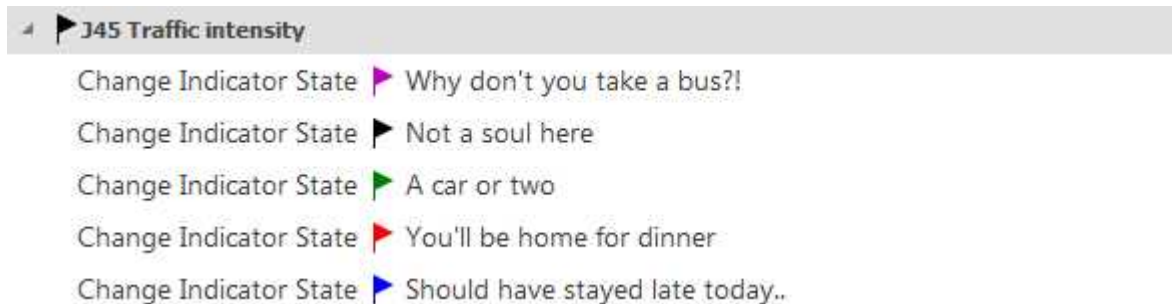 J45 Traffic intensity
Change Indicator State Why don't you take a bus?!
Change Indicator State Not a soul here
Change Indicator State A car or two
Change Indicator State You'll be home for dinner
Change Indicator State Should have stayed late today..